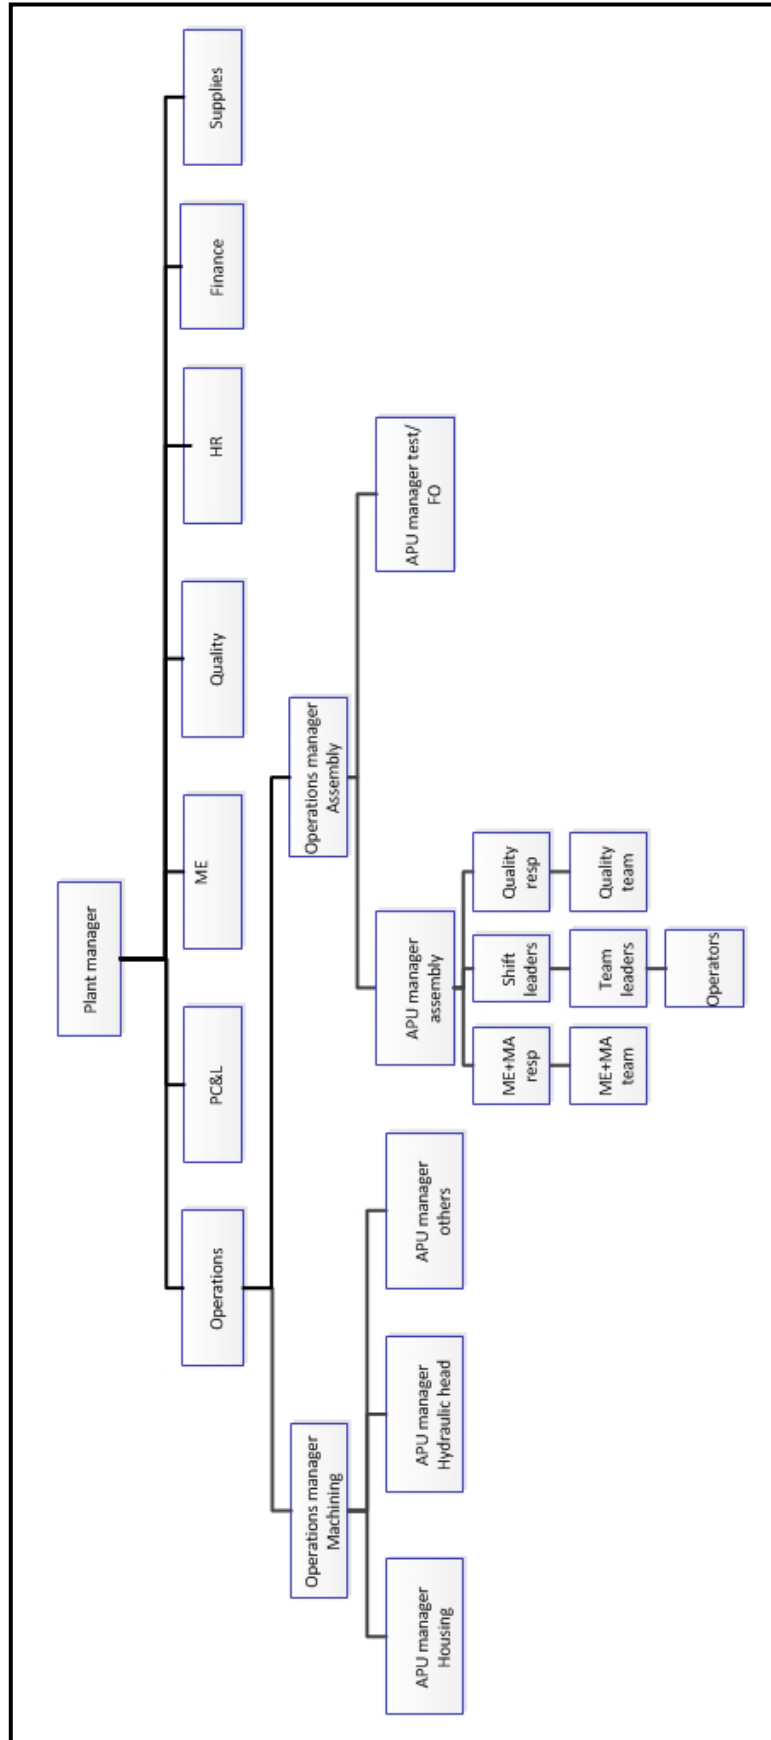 Plant manager
Operations
PC&L
ME
Quality
HR
Finance
Supplies
Operations manager
Machining
Operations manager
Assembly
APU manager
Housing
APU manager
Hydraulic head
APU manager
others
APU manager
assembly
APU manager test/
FO
ME+MA
resp
Shift
leaders
Quality
resp
ME+MA
team
Team
leaders
Quality
team
Operators